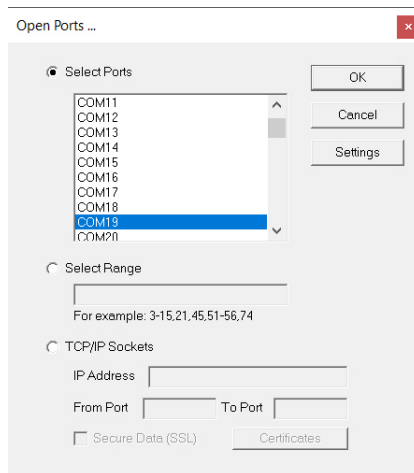 Open Ports ...
Select Ports
OK
COM11
COM12
Cancel
COM13
COM14
Settings
COM15
COM16
COM17
COM18
COM19
COM20
Select Range
For example: 3-15,21,45,51-56,74
TCP/IP Sockets
IP Address
From Port To Port
Secure Data (SSL) Certificates